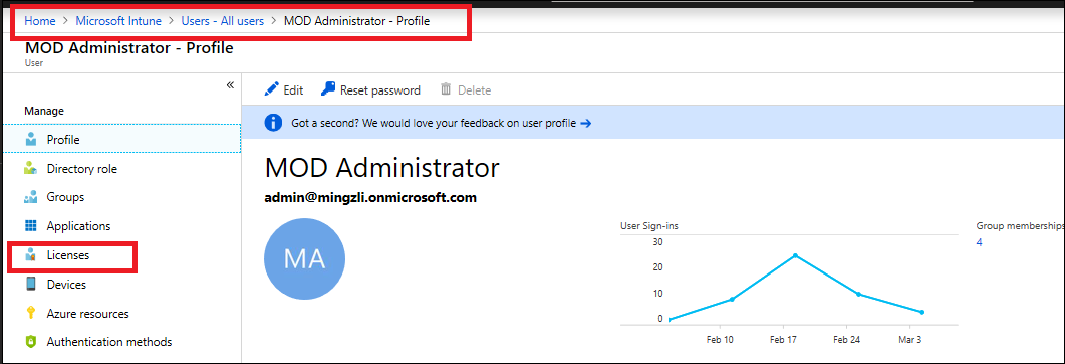 Home > Microsoft Intune > Users - All users > MOD Administrator - Profile
MOD Administrator - Profile
User
«
Manage
Profile
Directory role
Groups
Applications
Licenses
Devices
Azure resources
Authentication methods
Edit Reset password Delete
Got a second? We would love your feedback on user profile →
MOD Administrator
admin@mingzli.onmicrosoft.com
MA
User Sign-ins
30
20
10
0
Feb 10 Feb 17 Feb 24 Mar 3
Group memberships
4